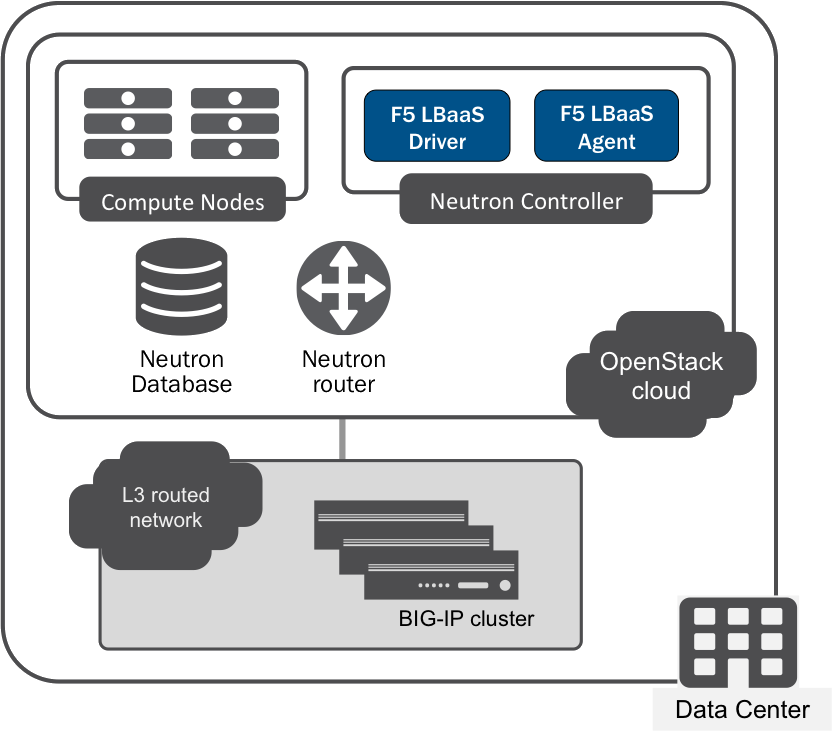 F5 LBaaS
Driver
F5 LBaaS
Agent
Compute Nodes
Neutron Controller
Neutron
Database
Neutron
router
OpenStack
cloud
L3 routed
network
BIG-IP cluster
Data Center